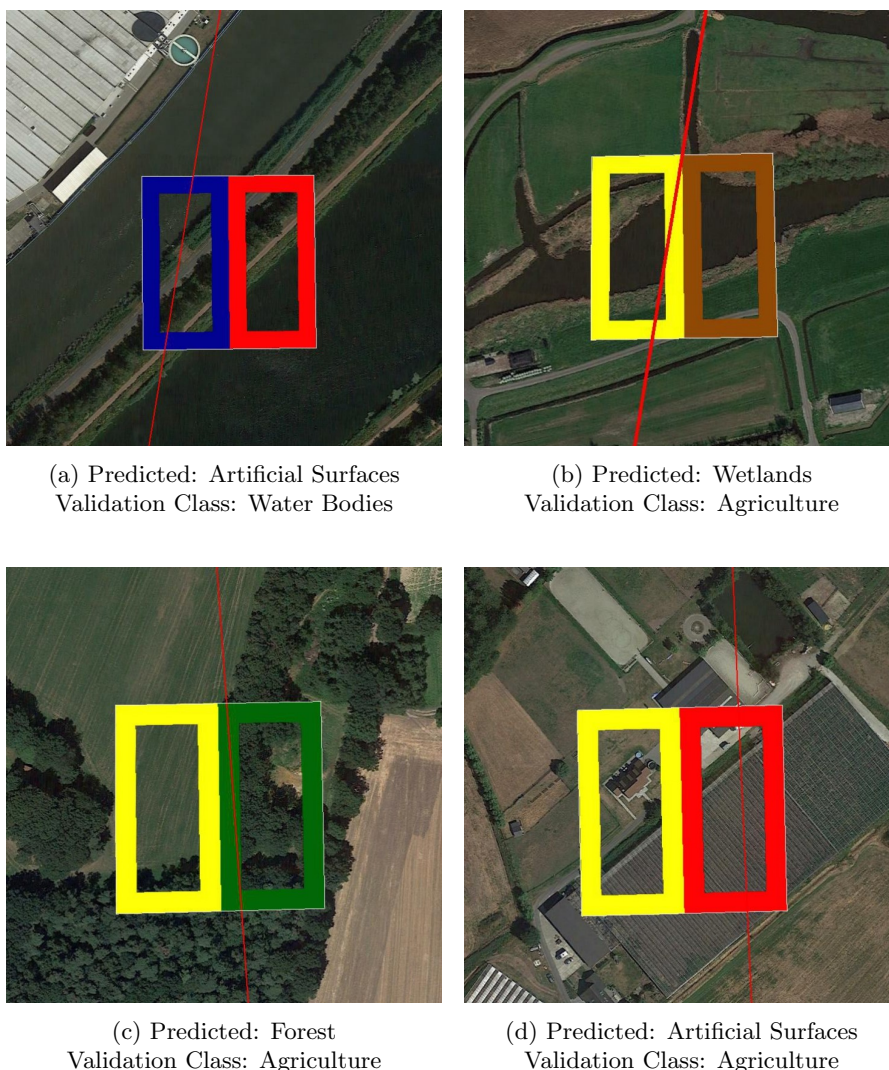 (a) Predicted: Artificial Surfaces
Validation Class: Water Bodies
(b) Predicted: Wetlands
Validation Class: Agriculture
(c) Predicted: Forest
Validation Class: Agriculture
(d) Predicted: Artificial Surfaces
Validation Class: Agriculture